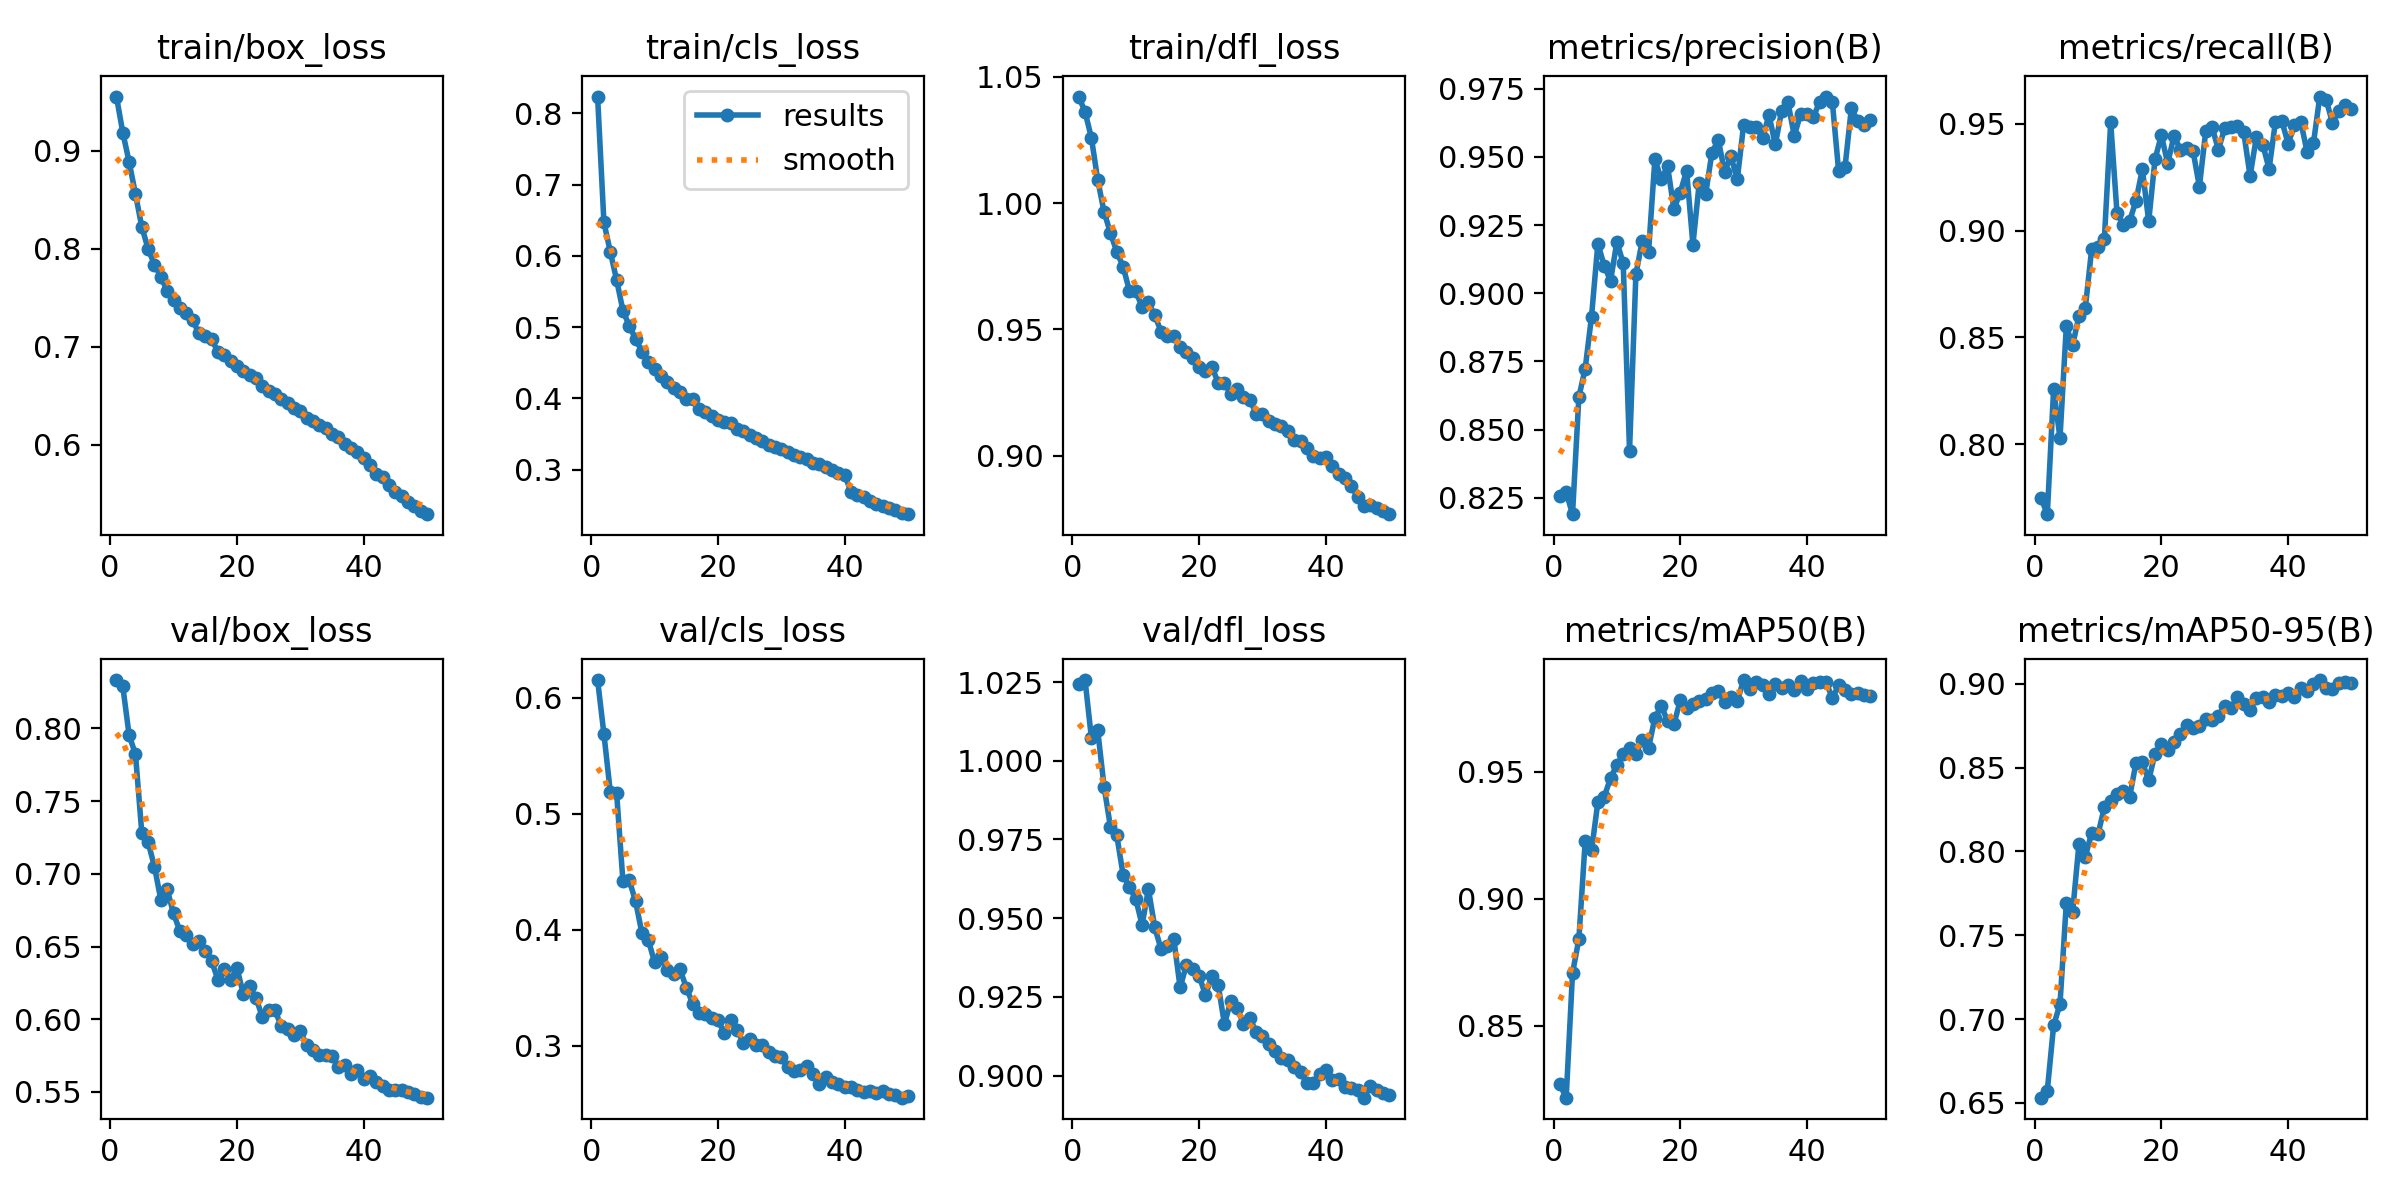 train/box_loss
train/cls_loss
train/dfl_loss
metrics/precision(B)
metrics/recall(B)
0.9
0.8
0.7
0.6
0 20 40
results
smooth
0.8
0.7
0.6
0.5
0.4
0.3
0 20 40
1.05
1.00
0.95
0.90
0 20 40
0.975
0.950
0.925
0.900
0.875
0.850
0.825
0 20 40
0.95
0.90
0.85
0.80
0 20 40
val/box_loss
val/cls_loss
val/dfl_loss
metrics/mAP50(B)
metrics/mAP50-95(B)
0.80
0.75
0.70
0.65
0.60
0.55
0 20 40
0.6
0.5
0.4
0.3
0 20 40
1.025
1.000
0.975
0.950
0.925
0.900
0 20 40
0.95
0.90
0.85
0 20 40
0.90
0.85
0.80
0.75
0.70
0.65
0 20 40